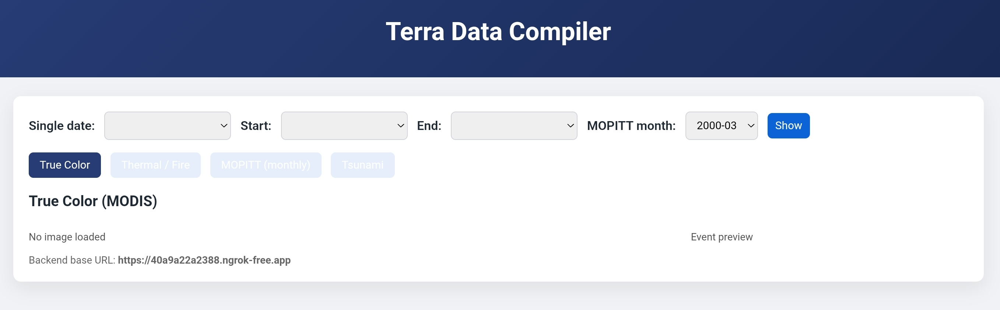 Terra Data Compiler
Single date: Start: End: MOPITT month: 2000-03 Show
True Color Thermal / Fire MOPITT (monthly) Tsunami
True Color (MODIS)
No image loaded Event preview
Backend base URL: https://40a9a22a2388.ngrok-free.app